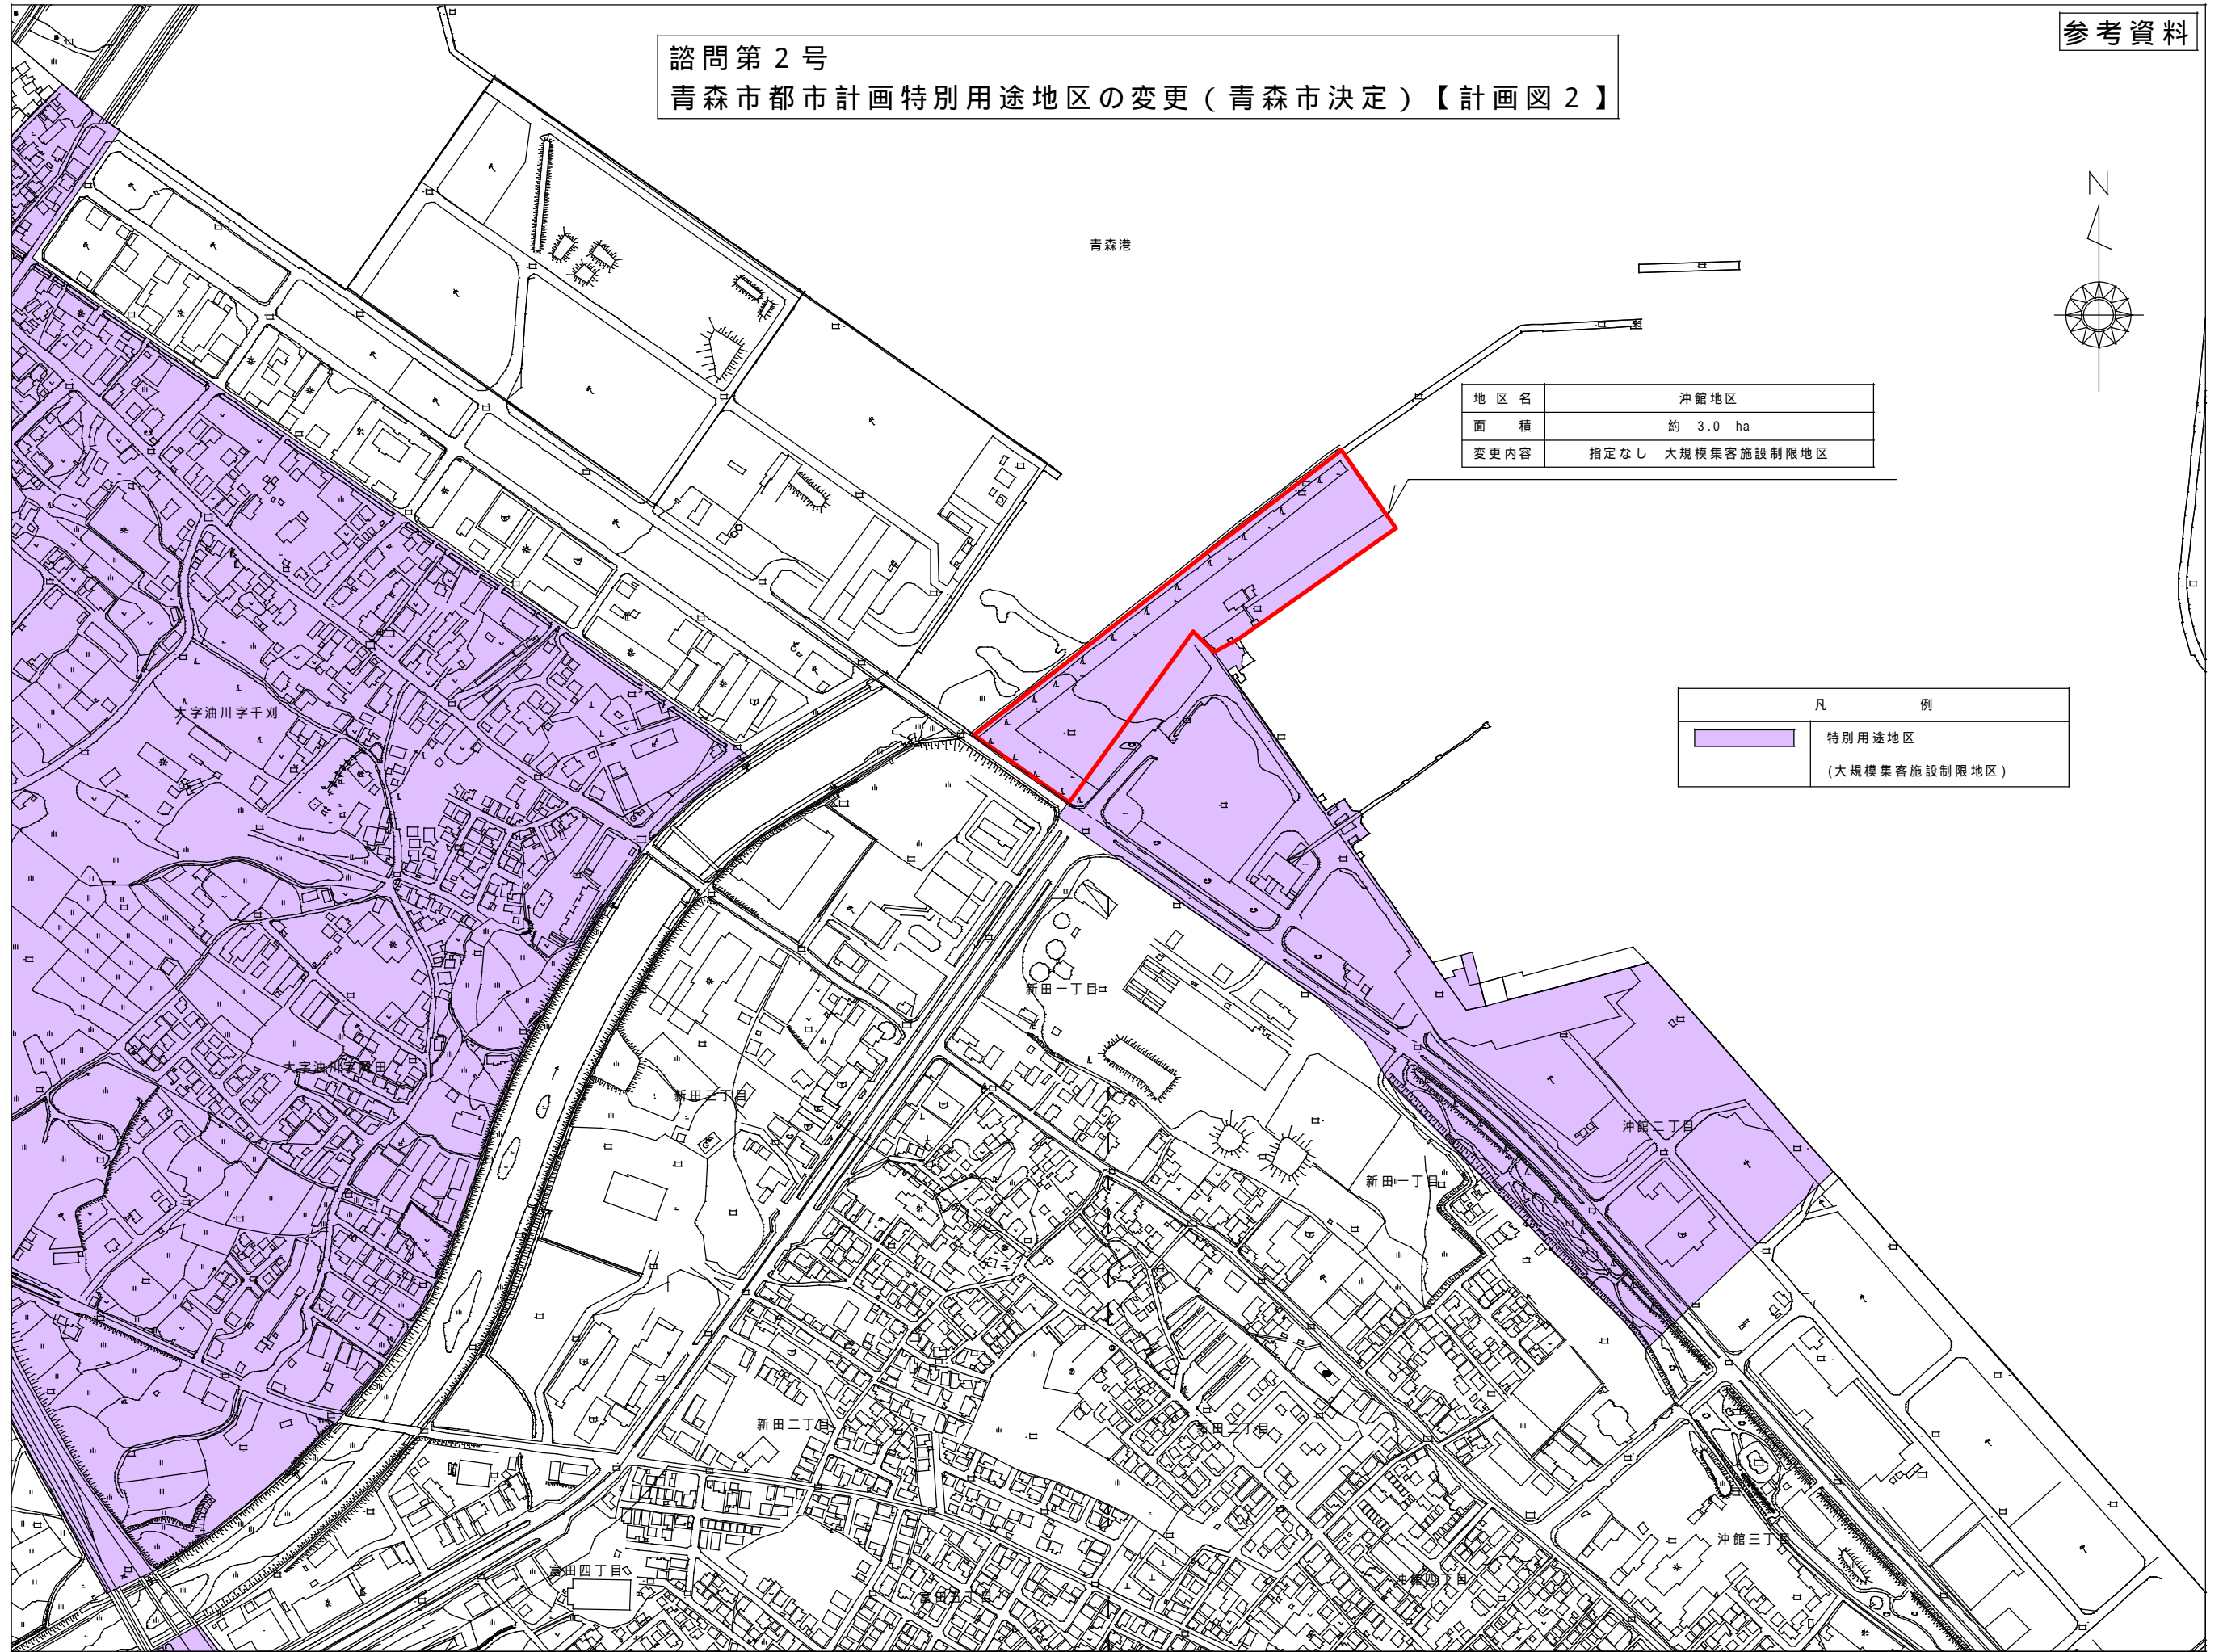 参考資料
諮問第２号
青森市都市計画特別用途地区の変更（青森市決定）【計画図２】
N
青森港
地区名 沖館地区
面積 約 3.0 ha
変更内容 指定なし 大規模集客施設制限地区
凡例
特別用途地区
(大規模集客施設制限地区)
大字油川字千刈
新田一丁目
新田三丁目
沖館二丁目
新田一丁目
新田二丁目
新田二丁目
沖館三丁目
富田四丁目
富田五丁目
沖館四丁目